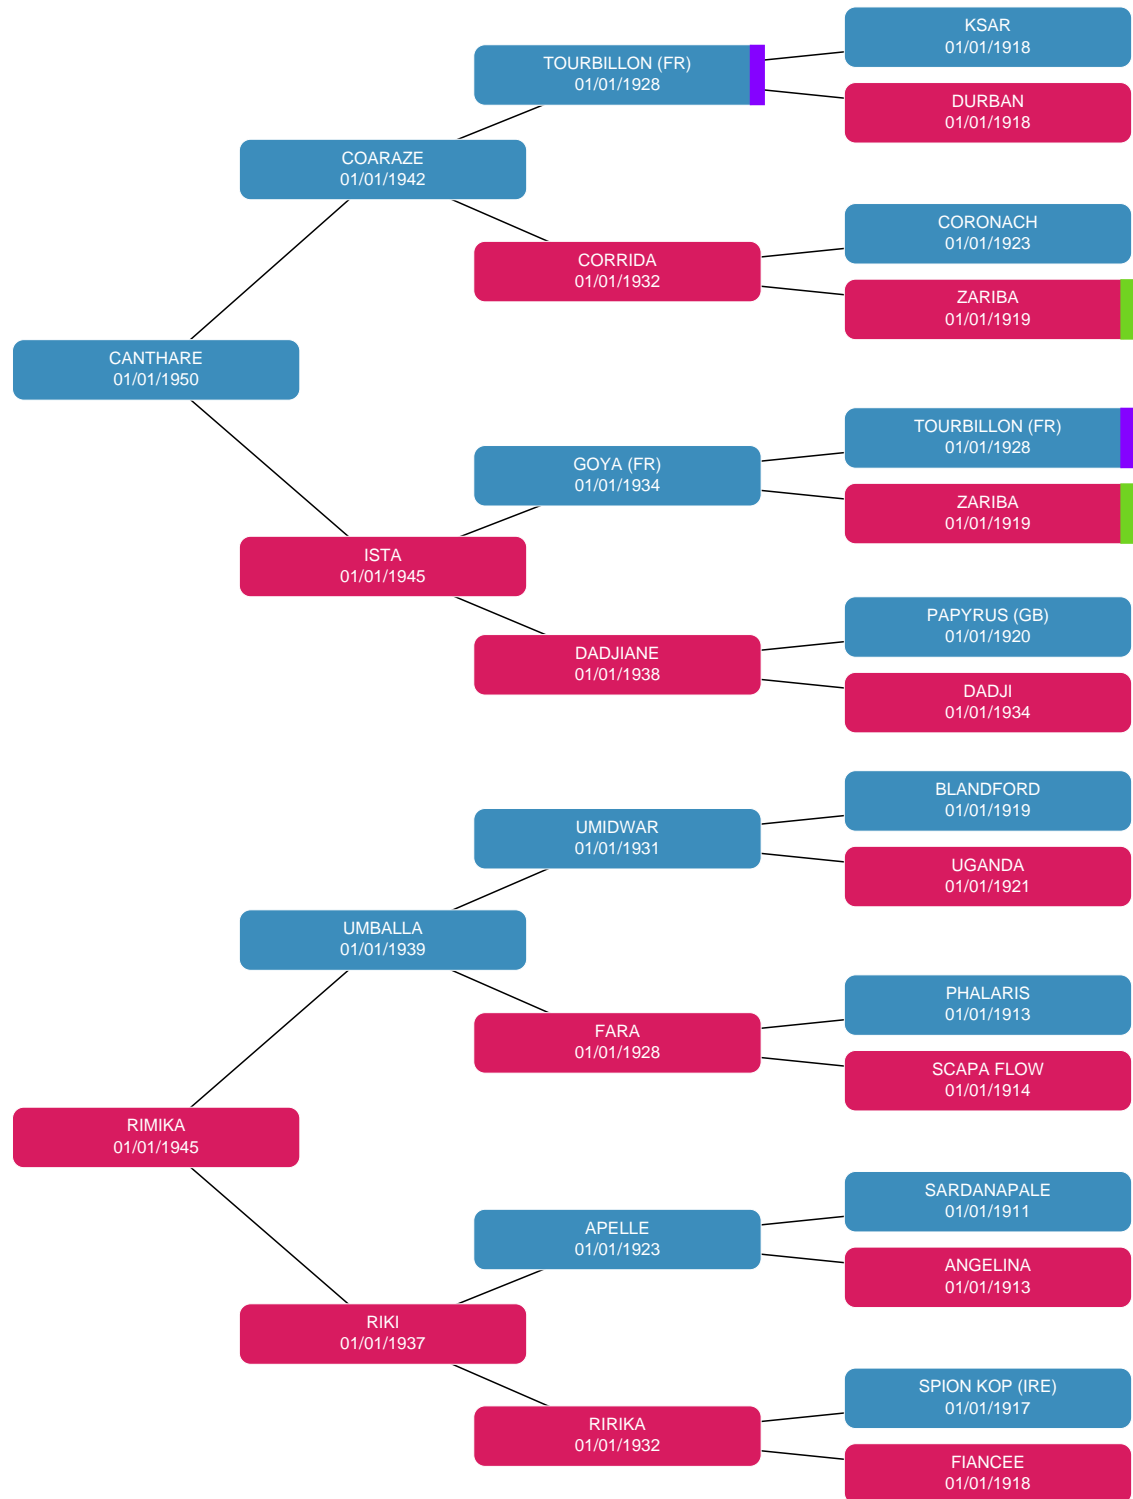 KSAR
01/01/1918
TOURBILLON (FR)
01/01/1928
DURBAN
01/01/1918
COARAZE
01/01/1942
CORONACH
01/01/1923
CORRIDA
01/01/1932
ZARIBA
01/01/1919
CANTHARE
01/01/1950
TOURBILLON (FR)
01/01/1928
GOYA (FR)
01/01/1934
ZARIBA
01/01/1919
ISTA
01/01/1945
PAPYRUS (GB)
01/01/1920
DADJIANE
01/01/1938
DADJI
01/01/1934
BLANDFORD
01/01/1919
UMIDWAR
01/01/1931
UGANDA
01/01/1921
UMBALLA
01/01/1939
PHALARIS
01/01/1913
FARA
01/01/1928
SCAPA FLOW
01/01/1914
RIMIKA
01/01/1945
SARDANAPALE
01/01/1911
APELLE
01/01/1923
ANGELINA
01/01/1913
RIKI
01/01/1937
SPION KOP (IRE)
01/01/1917
RIRIKA
01/01/1932
FIANCEE
01/01/1918